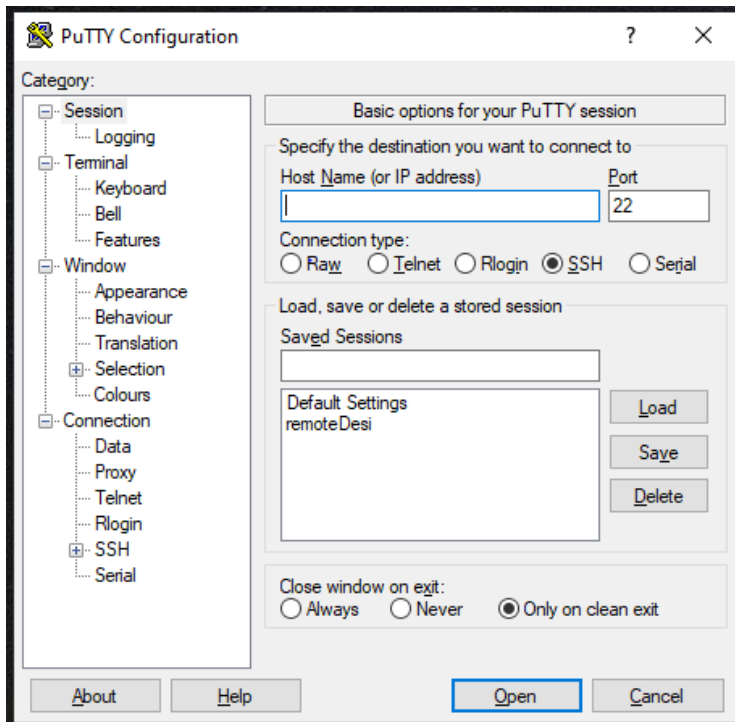 PuTTY Configuration
?
Category:
Session
Logging
Terminal
Keyboard
Bell
Features
Window
Appearance
Behaviour
Translation
Selection
Colours
Connection
Data
Proxy
Telnet
Rlogin
SSH
Serial
Basic options for your PuTTY session
Specify the destination you want to connect to
Host Name (or IP address) Port
22
Connection type:
Raw Telnet Rlogin SSH Serial
Load, save or delete a stored session
Saved Sessions
Default Settings
remoteDesi
Load
Save
Delete
Close window on exit:
Always Never Only on clean exit
About Help Open Cancel